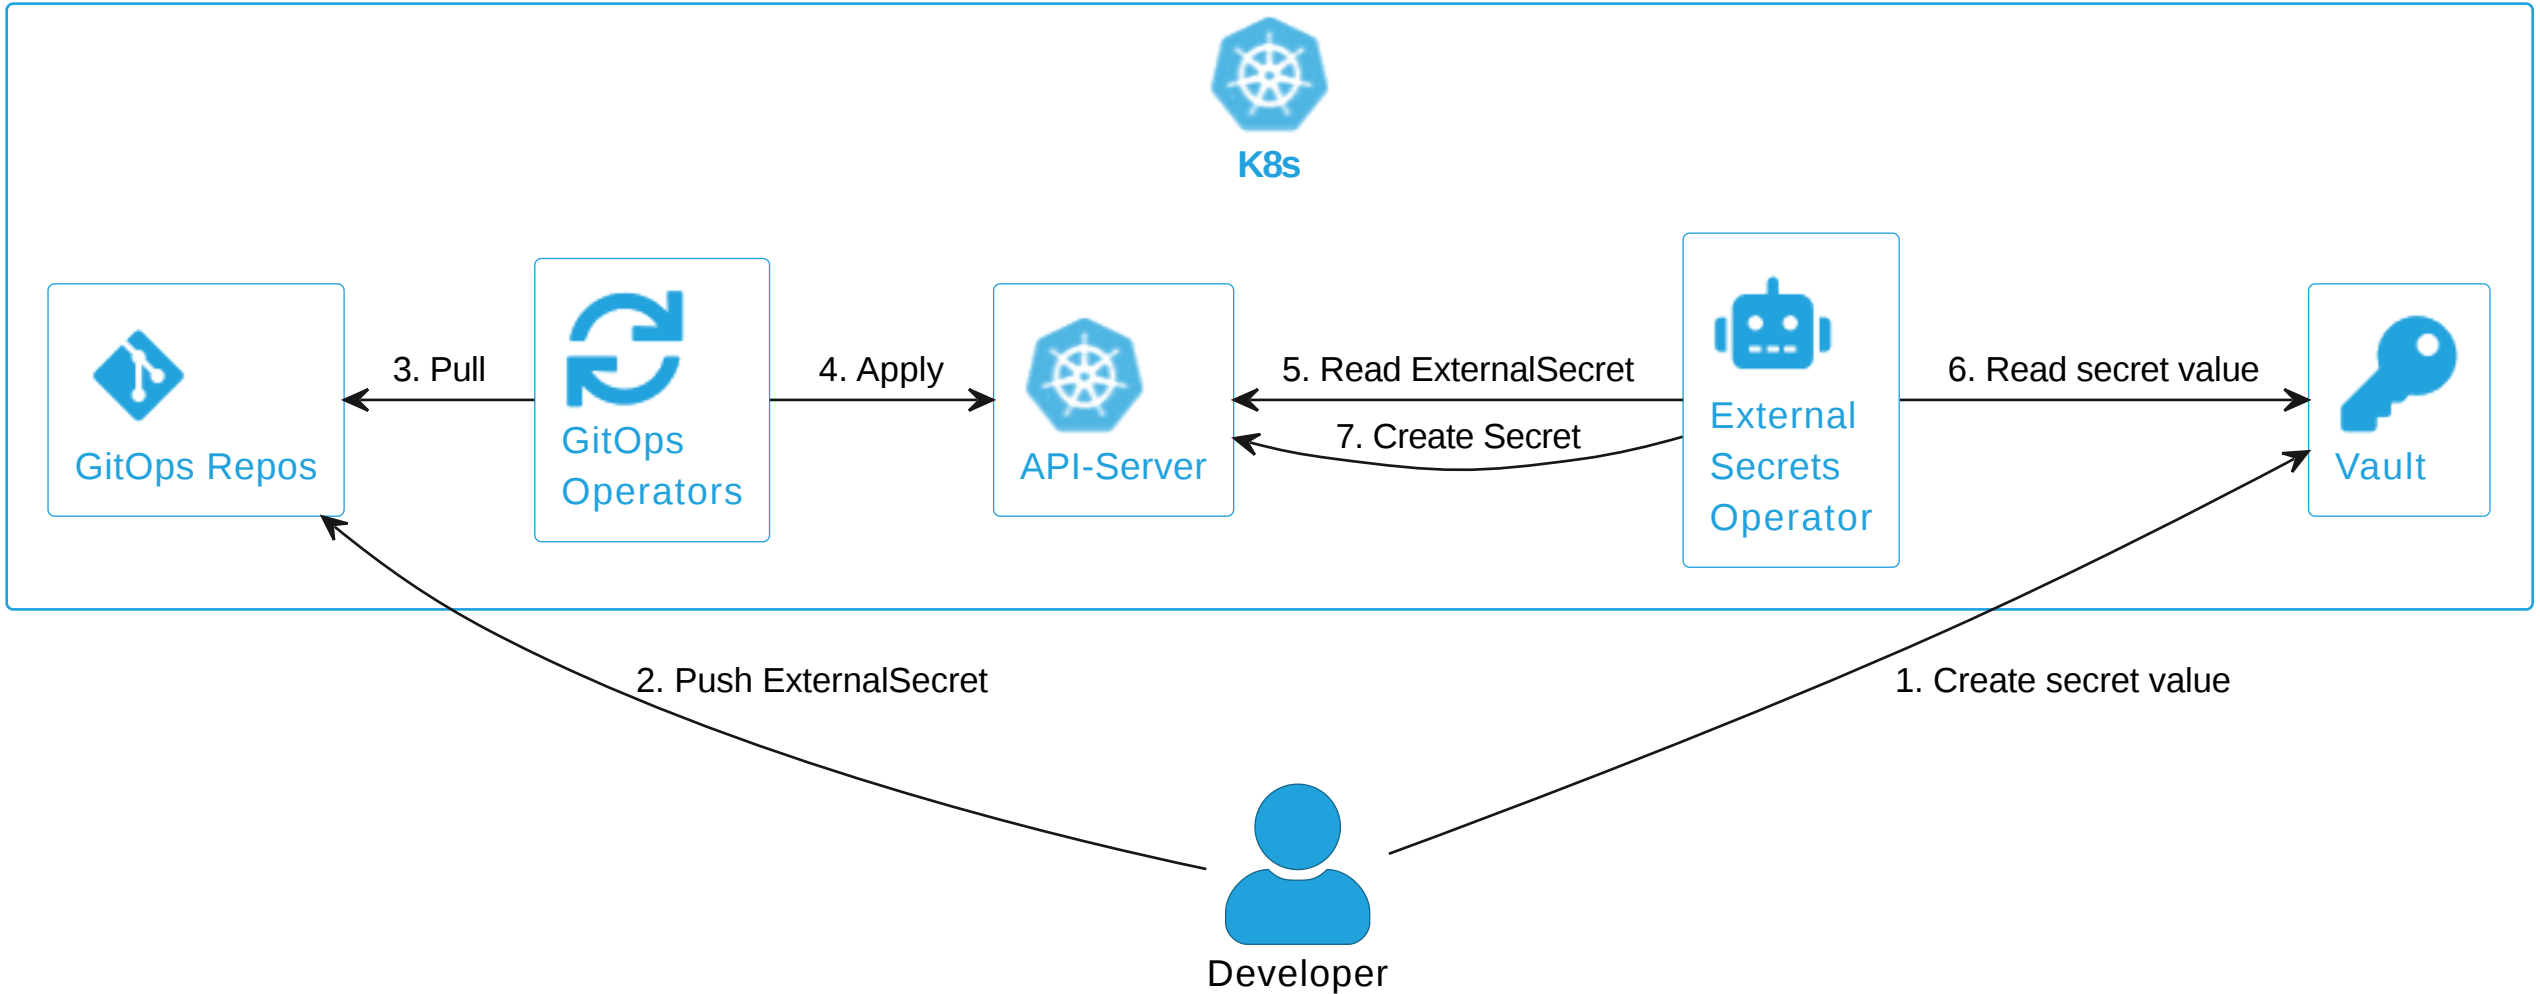 K8s
GitOps Repos
3. Pull
GitOps
Operators
4. Apply
API-Server
5. Read ExternalSecret
7. Create Secret
External
Secrets
Operator
6. Read secret value
Vault
2. Push ExternalSecret
1. Create secret value
Developer